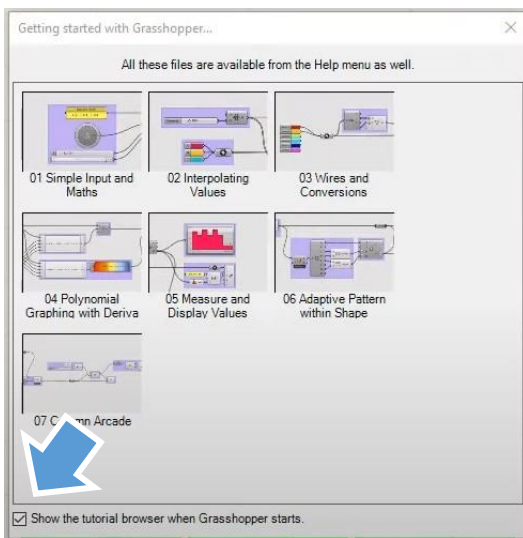 Getting started with Grasshopper...
All these files are available from the Help menu as well.
01 Simple Input and
Maths
02 Interpolating
Values
03 Wires and
Conversions
04 Polynomial
Graphing with Deriva
05 Measure and
Display Values
06 Adaptive Pattern
within Shape
07 Arcade
Show the tutorial browser when Grasshopper starts.